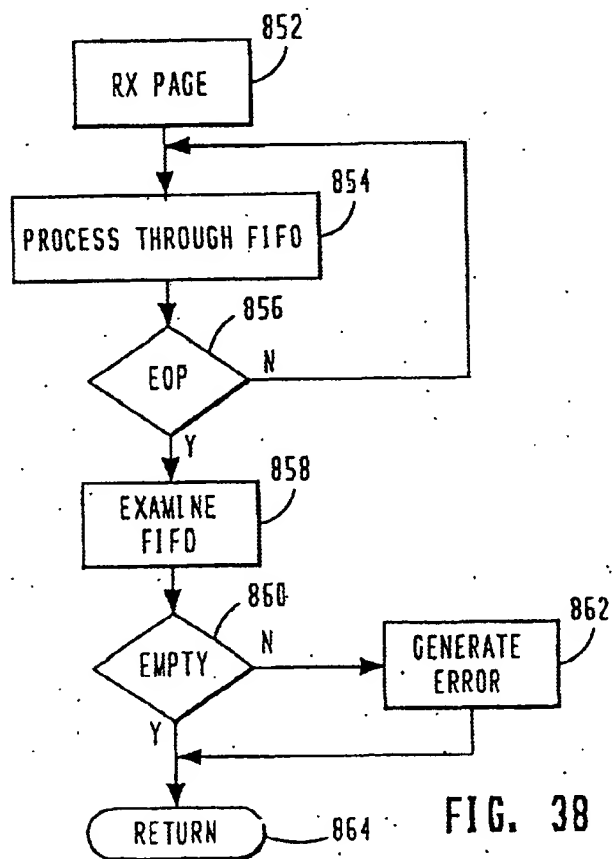 852
RX PAGE
854
PROCESS THROUGH FIFO
856
EOP
N
Y
858
EXAMINE
FIFO
860
EMPTY
N
862
GENERATE
ERROR
Y
RETURN
864
FIG. 38